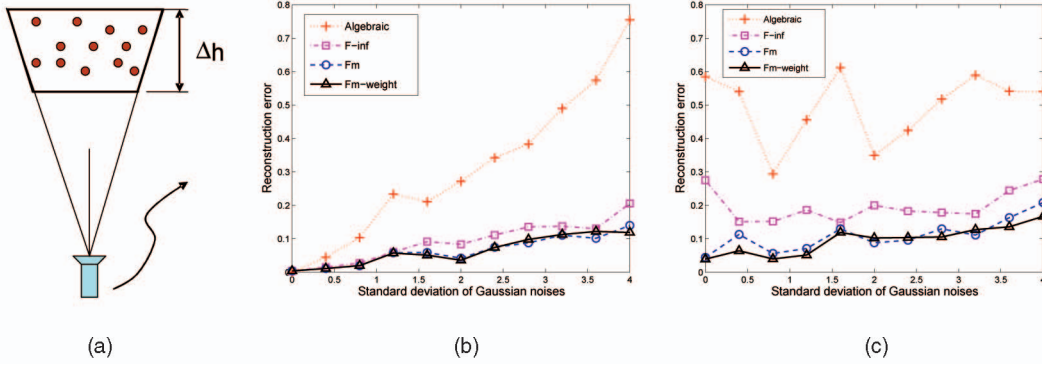 Δh
(a)
0.8
0.7
0.6
0.5
0.4
0.3
0.2
0.1
0
Reconstruction error
Algebraic
F-inf
Fm
Fm-weight
0 0.5 1 1.5 2 2.5 3 3.5 4
Standard deviation of Gaussian noises
(b)
0.8
0.7
0.6
0.5
0.4
0.3
0.2
0.1
0
Reconstruction error
Algebraic
F-inf
Fm
Fm-weight
0 0.5 1 1.5 2 2.5 3 3.5 4
Standard deviation of Gaussian noises
(c)